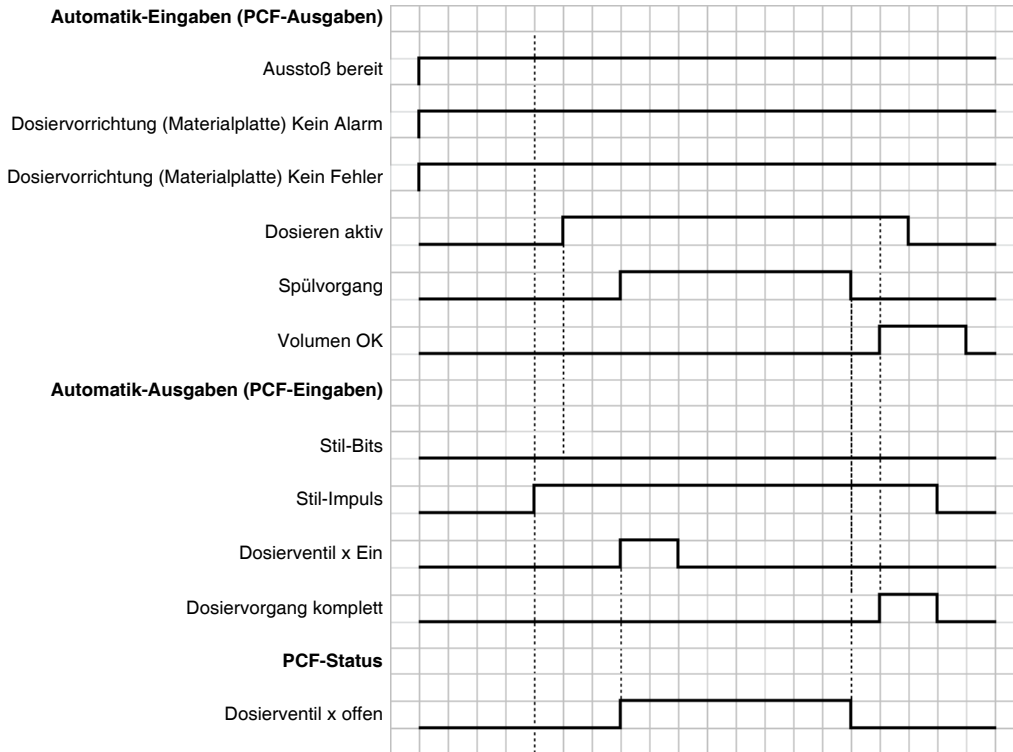 Automatik-Eingaben (PCF-Ausgaben)
Ausstoß bereit
Dosiervorrichtung (Materialplatte) Kein Alarm
Dosiervorrichtung (Materialplatte) Kein Fehler
Dosieren aktiv
Spülvorgang
Volumen OK
Automatik-Ausgaben (PCF-Eingaben)
Stil-Bits
Stil-Impuls
Dosierventil x Ein
Dosiervorgang komplett
PCF-Status
Dosierventil x offen